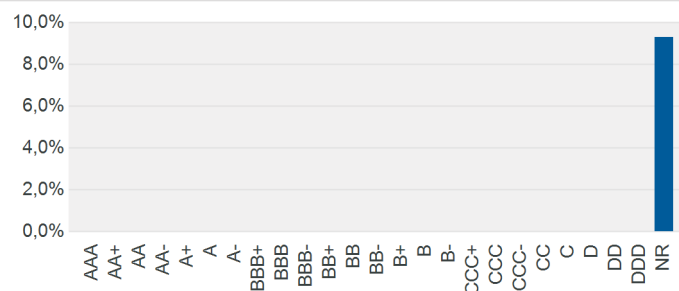 10,0%
8,0%
6,0%
4,0%
2,0%
0,0%
AAA
AA+
AA
AA-
A+
A
A-
BBB+
BBB
BBB-
BB+
BB
BB-
B+
B
B-
CCC+
CCC
CCC-
CC
C
D
DD
DDD
NR